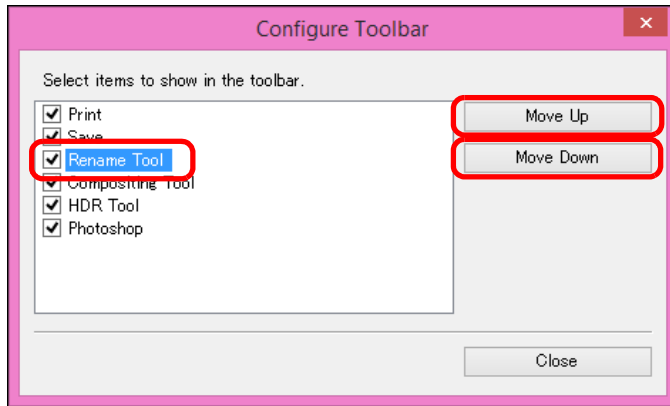 Configure Toolbar
Select items to show in the toolbar.
Print
Save
Rename Tool
Compositing Tool
HDR Tool
Photoshop
Move Up
Move Down
Close